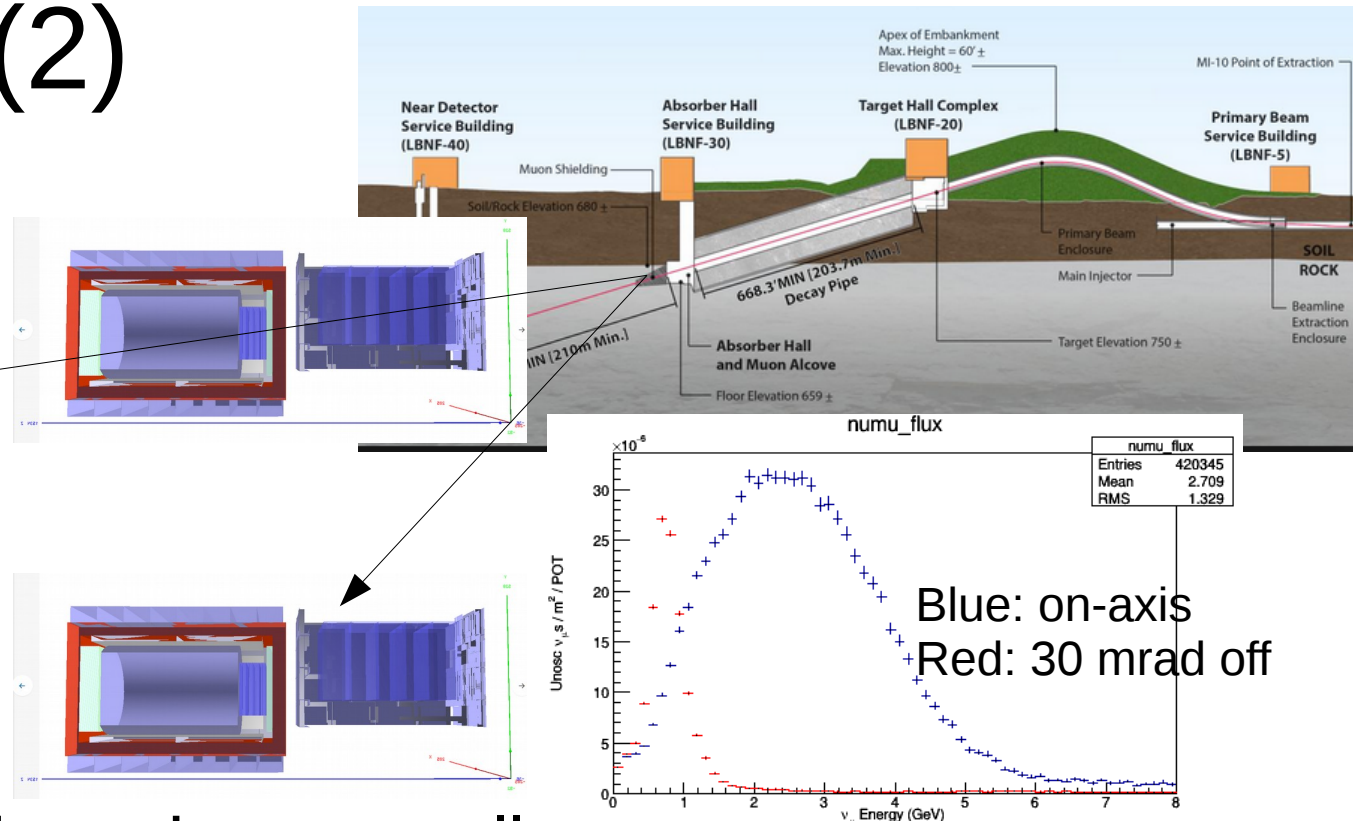 (2)
Apex of Embankment
Max. Height = 60' ±
Elevation 800±
MI-10 Point of Extraction
Near Detector
Service Building
(LBNF-40)
Absorber Hall
Service Building
(LBNF-30)
Target Hall Complex
(LBNF-20)
Primary Beam
Service Building
(LBNF-5)
Muon Shielding
Soil/Rock Elevation 680 ±
Primary Beam
Enclosure
Main Injector
SOIL
ROCK
668.3'MIN [203.7m Min.]
Decay Pipe
Beamline
Extraction
Enclosure
[210m Min.]
Absorber Hall
and Muon Alcove
Target Elevation 750 ±
Floor Elevation 659 ±
numu_flux
×10⁻⁶
numu_flux
Entries 420345
Mean 2.709
RMS 1.329
Unosc νμs / m² / POT
30
25
20
15
10
5
0
Blue: on-axis
Red: 30 mrad off
0 1 2 3 4 5 6 7 8
Energy (GeV)